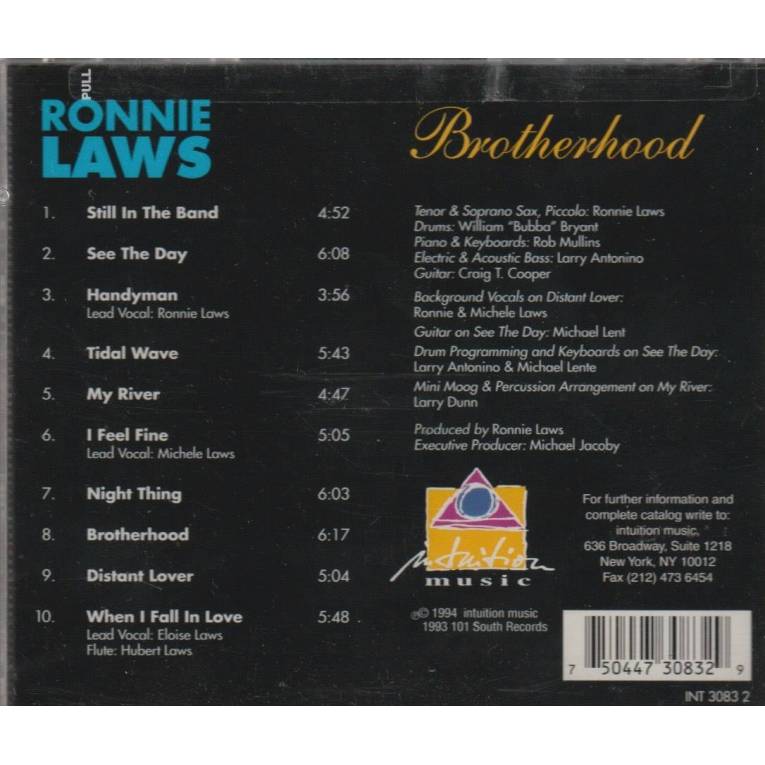 PULL
RONNIE
LAWS
1. Still In The Band 4:52
2. See The Day 6:08
3. Handyman 3:56
Lead Vocal: Ronnie Laws
4. Tidal Wave 5:43
5. My River 4:47
6. I Feel Fine 5:05
Lead Vocal: Michele Laws
7. Night Thing 6:03
8. Brotherhood 6:17
9. Distant Lover 5:04
10. When I Fall In Love 5:48
Lead Vocal: Eloise Laws
Flute: Hubert Laws
Brotherhood
Tenor & Soprano Sax, Piccolo: Ronnie Laws
Drums: William "Bubba" Bryant
Piano & Keyboards: Rob Mullins
Electric & Acoustic Bass: Larry Antonino
Guitar: Craig T. Cooper
Background Vocals on Distant Lover:
Ronnie & Michele Laws
Guitar on See The Day: Michael Lent
Drum Programming and Keyboards on See The Day:
Larry Antonino & Michael Lente
Mini Moog & Percussion Arrangement on My River:
Larry Dunn
Produced by Ronnie Laws
Executive Producer: Michael Jacoby
intuition
music
℗© 1994 intuition music
1993 101 South Records
For further information and
complete catalog write to:
intuition music,
636 Broadway, Suite 1218
New York, NY 10012
Fax (212) 473 6454
7 50447 30832 9
INT 3083 2